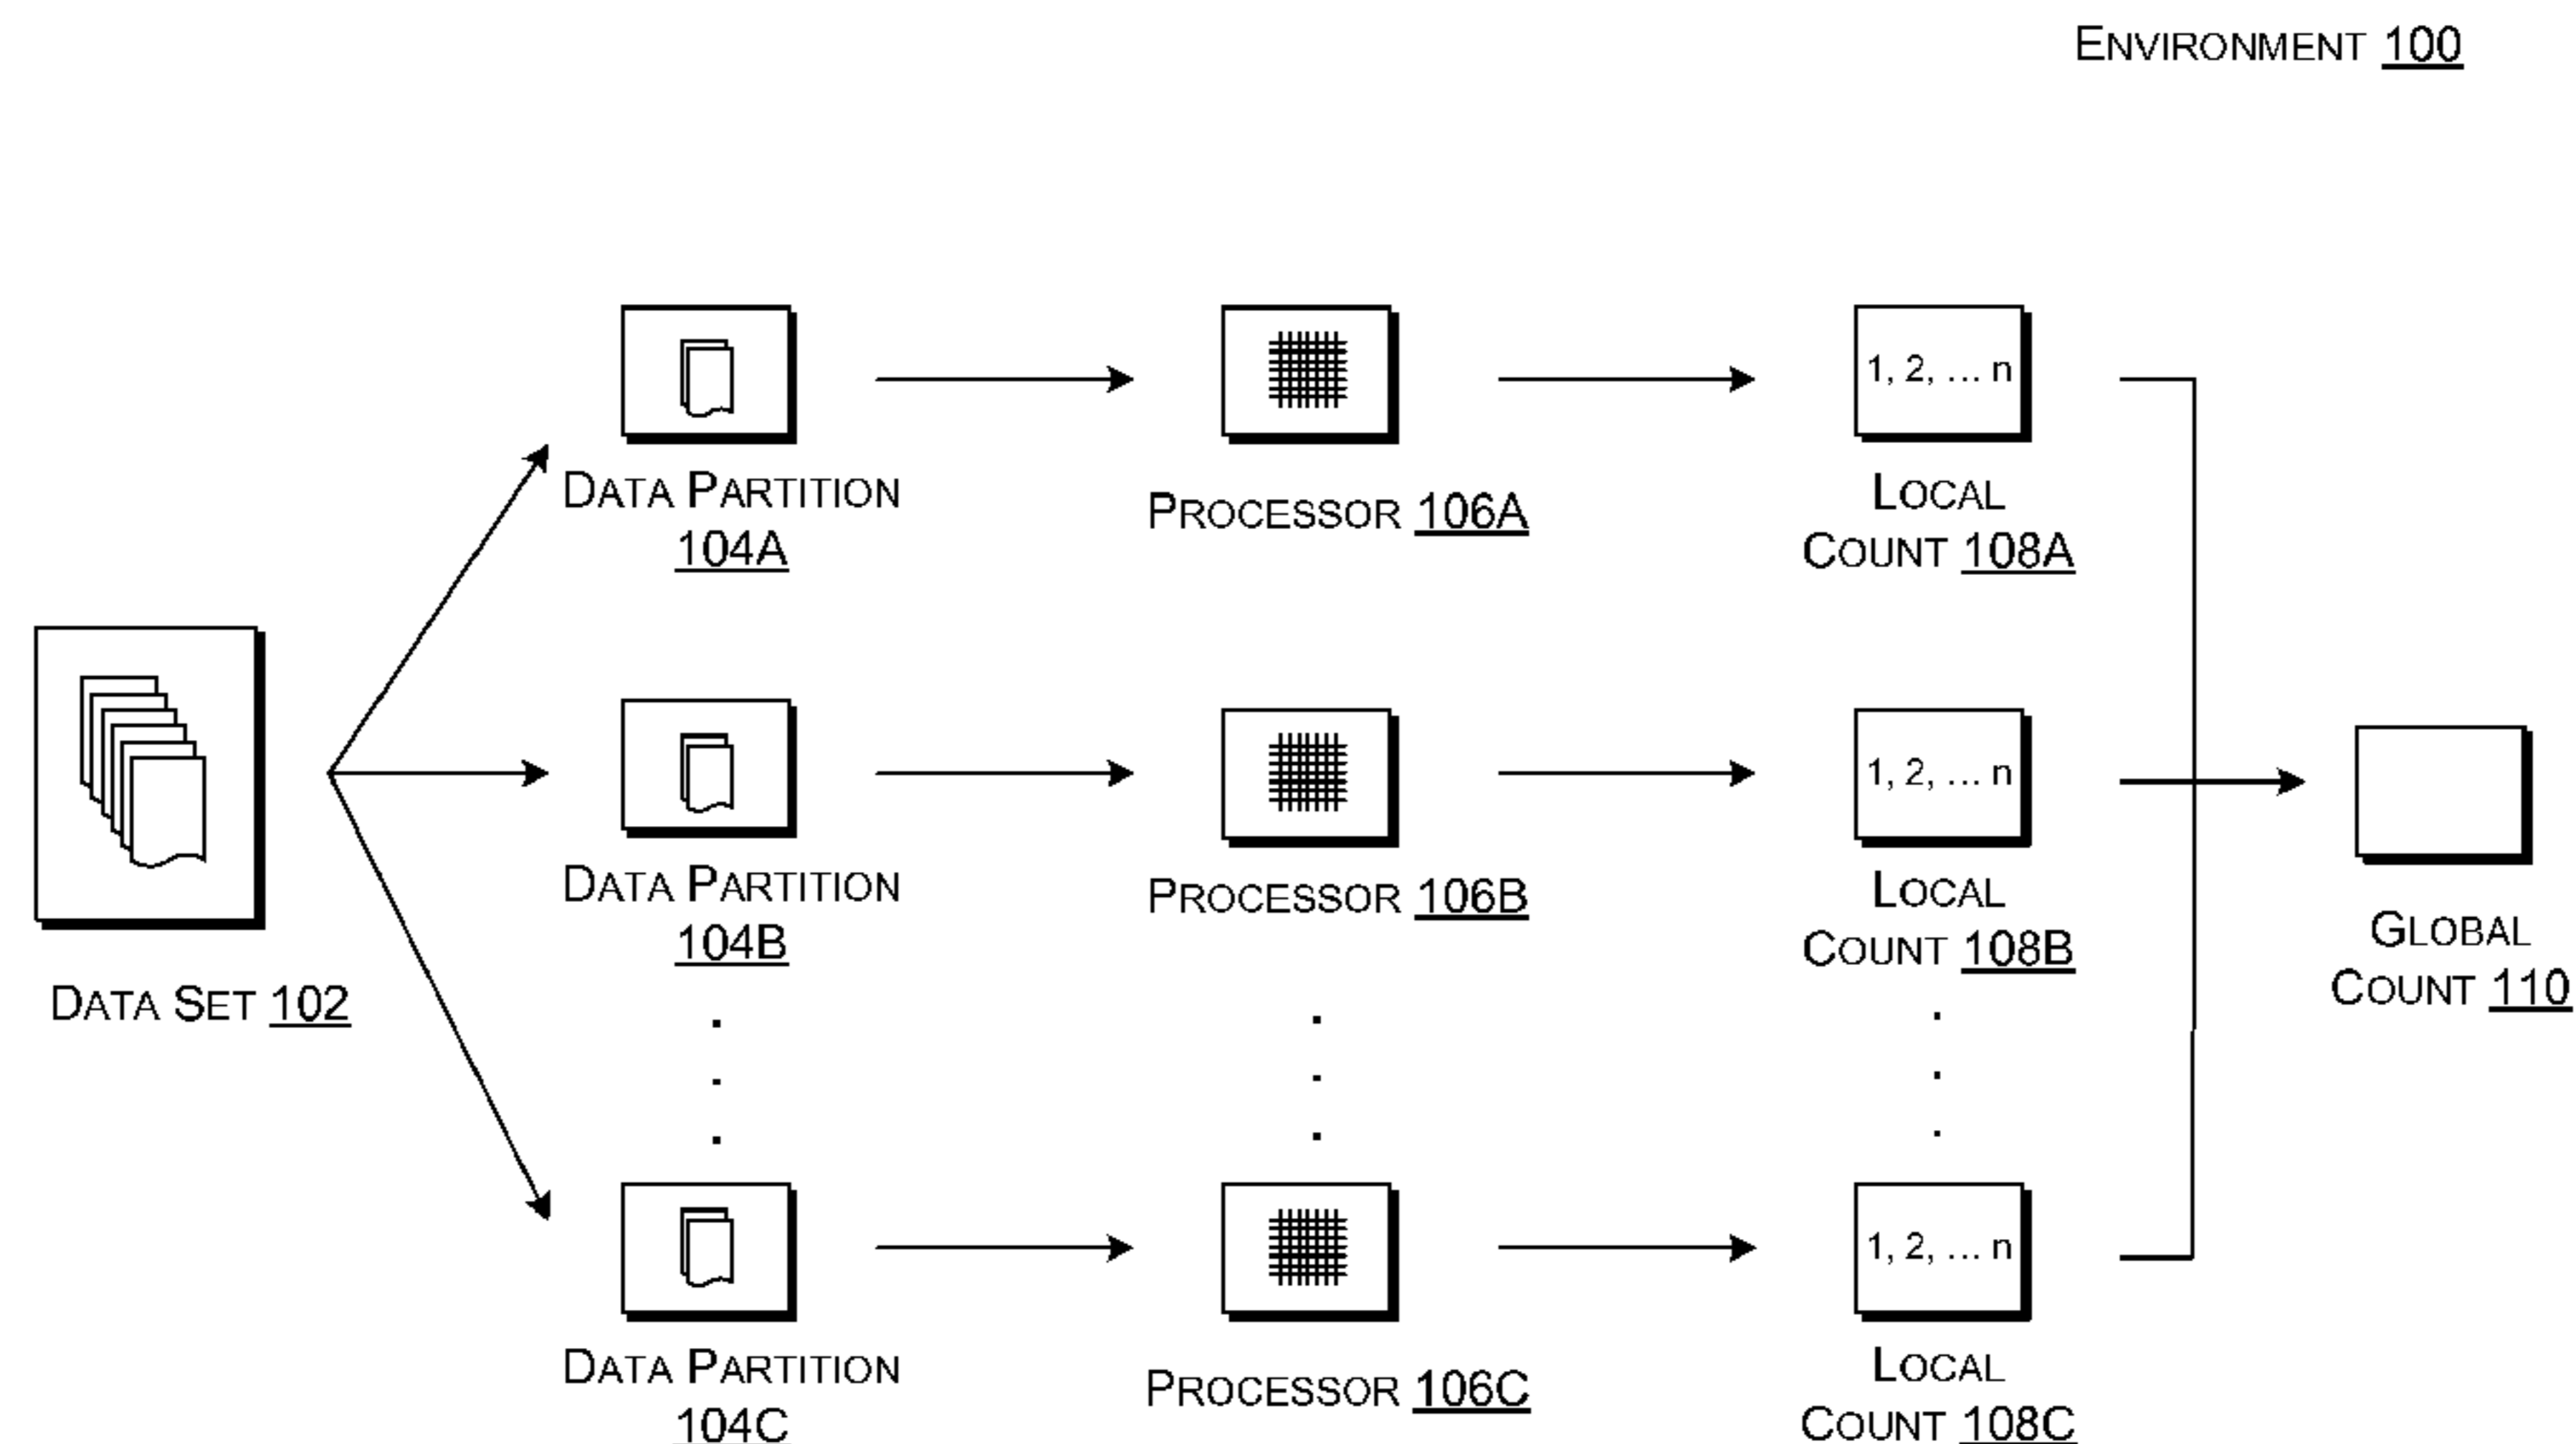 ENVIRONMENT 100
1, 2, ... n
DATA PARTITION
104A
PROCESSOR 106A
LOCAL
COUNT 108A
1, 2, ... n
DATA PARTITION
104B
PROCESSOR 106B
LOCAL
COUNT 108B
GLOBAL
COUNT 110
DATA SET 102
1, 2, ... n
DATA PARTITION
104C
PROCESSOR 106C
LOCAL
COUNT 108C